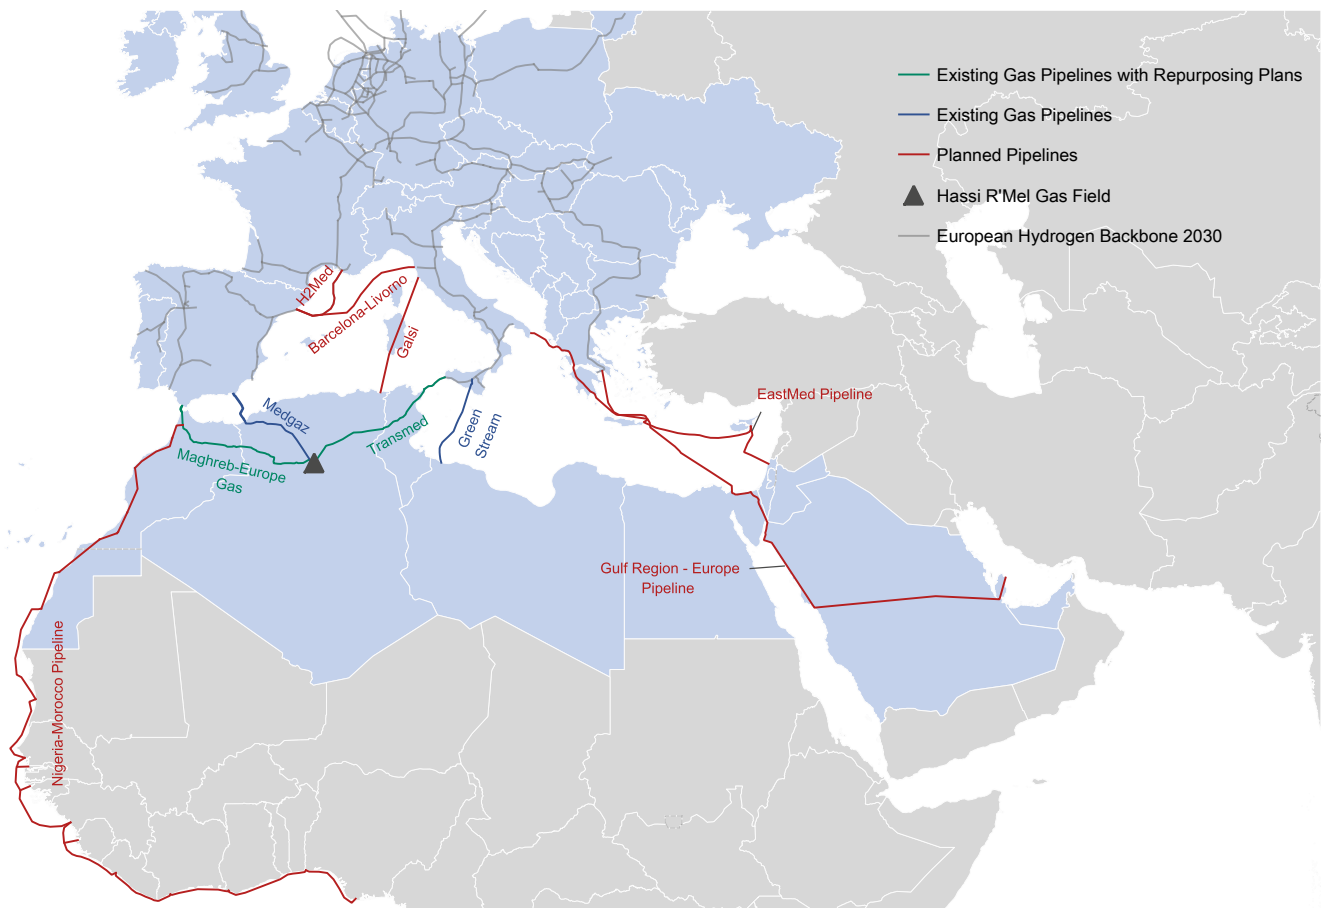 Existing Gas Pipelines with Repurposing Plans
Existing Gas Pipelines
Planned Pipelines
Hassi R'Mel Gas Field
European Hydrogen Backbone 2030
H2Med
Barcelona-Livorno
Galsi
EastMed Pipeline
Medgaz
Transmed
Green
Stream
Maghreb-Europe
Gas
Gulf Region - Europe
Pipeline
Nigeria-Morocco Pipeline